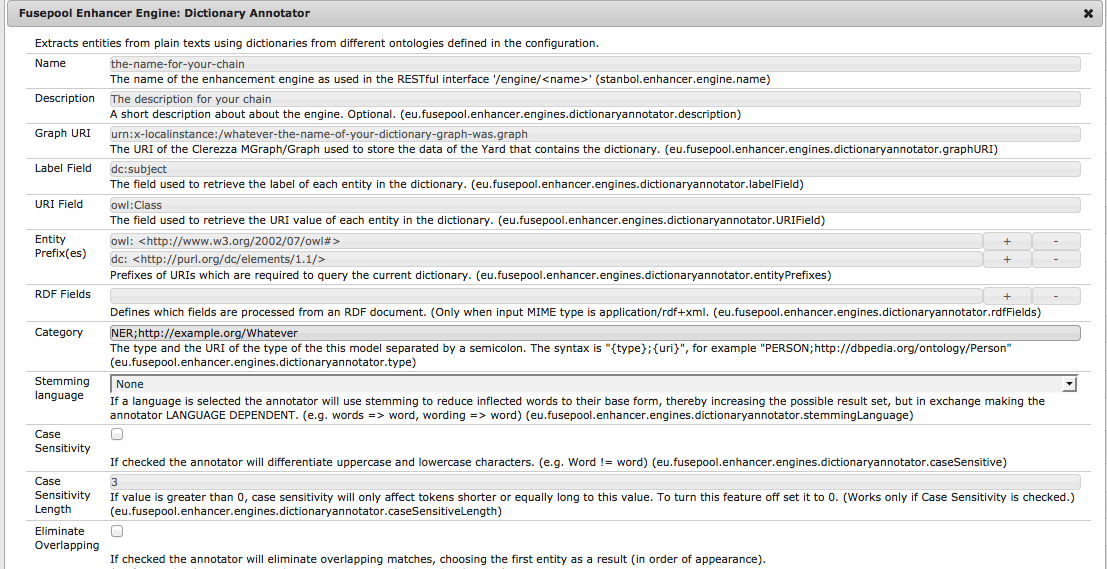 Fusepool Enhancer Engine: Dictionary Annotator
Extracts entities from plain texts using dictionaries from different ontologies defined in the configuration.
Name
the-name-for-your-chain
The name of the enhancement engine as used in the RESTful interface '/engine/<name>' (stanbol.enhancer.engine.name)
Description
The description for your chain
A short description about about the engine. Optional. (eu.fusepool.enhancer.engines.dictionaryannotator.description)
Graph URI
urn:x-localinstance:/whatever-the-name-of-your-dictionary-graph-was.graph
The URI of the Clerezza MGraph/Graph used to store the data of the Yard that contains the dictionary. (eu.fusepool.enhancer.engines.dictionaryannotator.graphURI)
Label Field
dc:subject
The field used to retrieve the label of each entity in the dictionary. (eu.fusepool.enhancer.engines.dictionaryannotator.labelField)
URI Field
owl:Class
The field used to retrieve the URI value of each entity in the dictionary. (eu.fusepool.enhancer.engines.dictionaryannotator.URIField)
Entity
Prefix(es)
owl: <http://www.w3.org/2002/07/owl#>
+
-
dc: <http://purl.org/dc/elements/1.1/>
+
-
Prefixes of URIs which are required to query the current dictionary. (eu.fusepool.enhancer.engines.dictionaryannotator.entityPrefixes)
RDF Fields
+
-
Defines which fields are processed from an RDF document. (Only when input MIME type is application/rdf+xml. (eu.fusepool.enhancer.engines.dictionaryannotator.rdfFields)
Category
NER;http://example.org/Whatever
The type and the URI of the type of the this model separated by a semicolon. The syntax is "{type};{uri}", for example "PERSON;http://dbpedia.org/ontology/Person"
(eu.fusepool.enhancer.engines.dictionaryannotator.type)
Stemming
language
None
If a language is selected the annotator will use stemming to reduce inflected words to their base form, thereby increasing the possible result set, but in exchange making the
annotator LANGUAGE DEPENDENT. (e.g. words => word, wording => word) (eu.fusepool.enhancer.engines.dictionaryannotator.stemmingLanguage)
Case
Sensitivity
If checked the annotator will differentiate uppercase and lowercase characters. (e.g. Word != word) (eu.fusepool.enhancer.engines.dictionaryannotator.caseSensitive)
Case
Sensitivity
Length
3
If value is greater than 0, case sensitivity will only affect tokens shorter or equally long to this value. To turn this feature off set it to 0. (Works only if Case Sensitivity is checked.)
(eu.fusepool.enhancer.engines.dictionaryannotator.caseSensitiveLength)
Eliminate
Overlapping
If checked the annotator will eliminate overlapping matches, choosing the first entity as a result (in order of appearance).